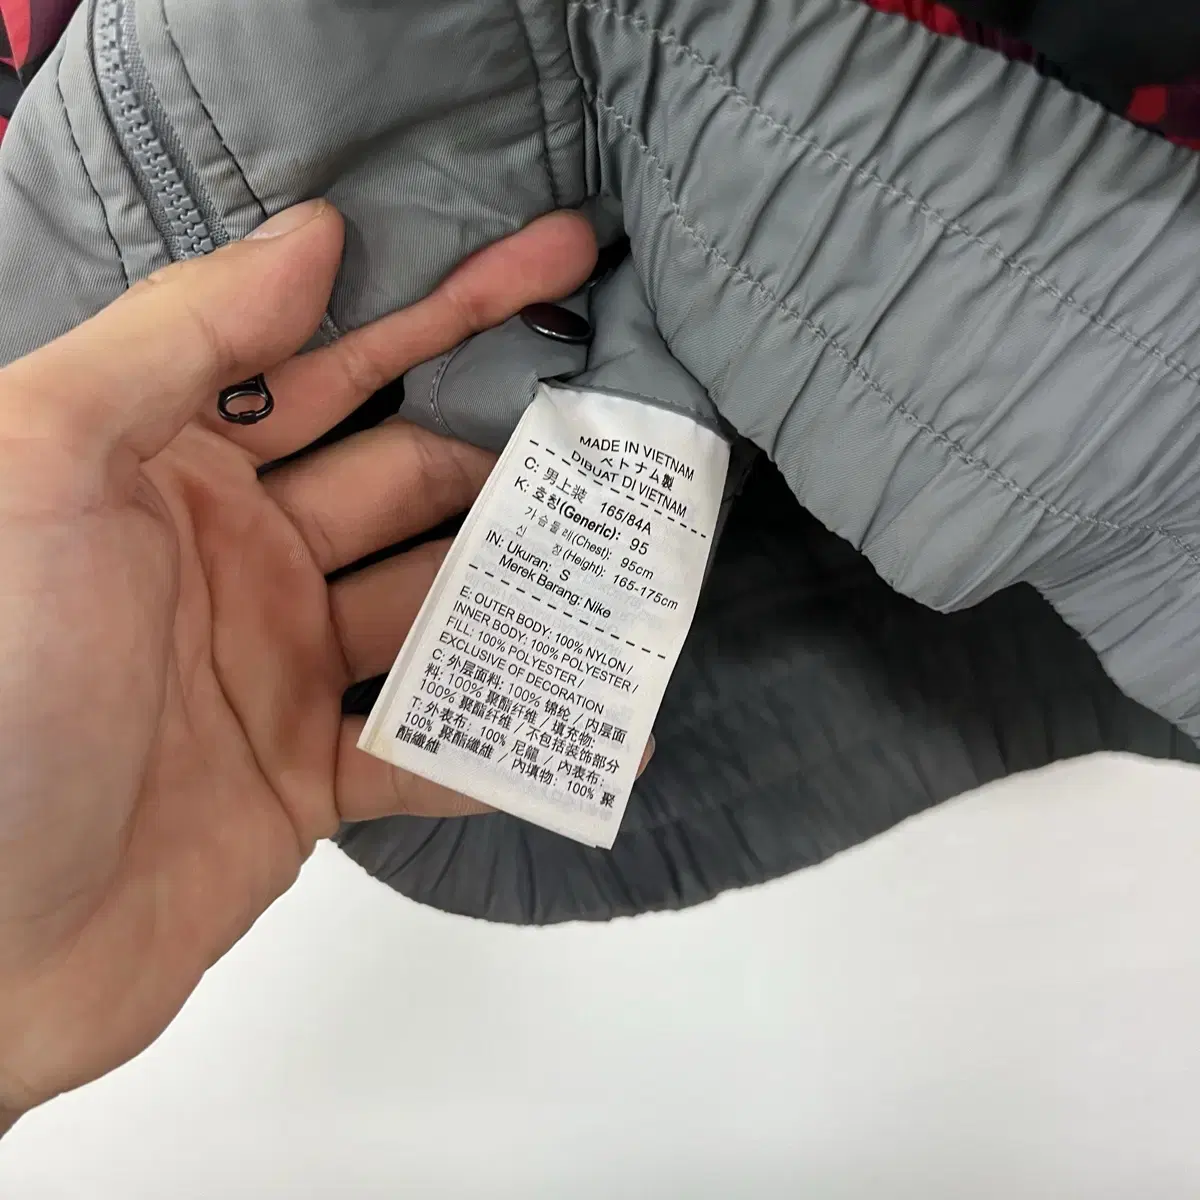 MADE IN VIETNAM
ベトナム製
DIBUAT DI VIETNAM
C: 男上装 165/84A
K: 호칭(Generic): 95
가슴둘레(Chest): 95cm
신 장(Height): 165-175cm
IN: Ukuran: S
Merek Barang: Nike
E: OUTER BODY: 100% NYLON /
INNER BODY: 100% POLYESTER /
FILL: 100% POLYESTER /
EXCLUSIVE OF DECORATION
C: 外层面料: 100% 锦纶 / 内层面
料: 100% 聚酯纤维 / 填充物:
100% 聚酯纤维 / 不包括装饰部分
T: 外表布: 100% 尼龍 / 內表布:
100% 聚酯纖維 / 內填物: 100% 聚
酯纖維